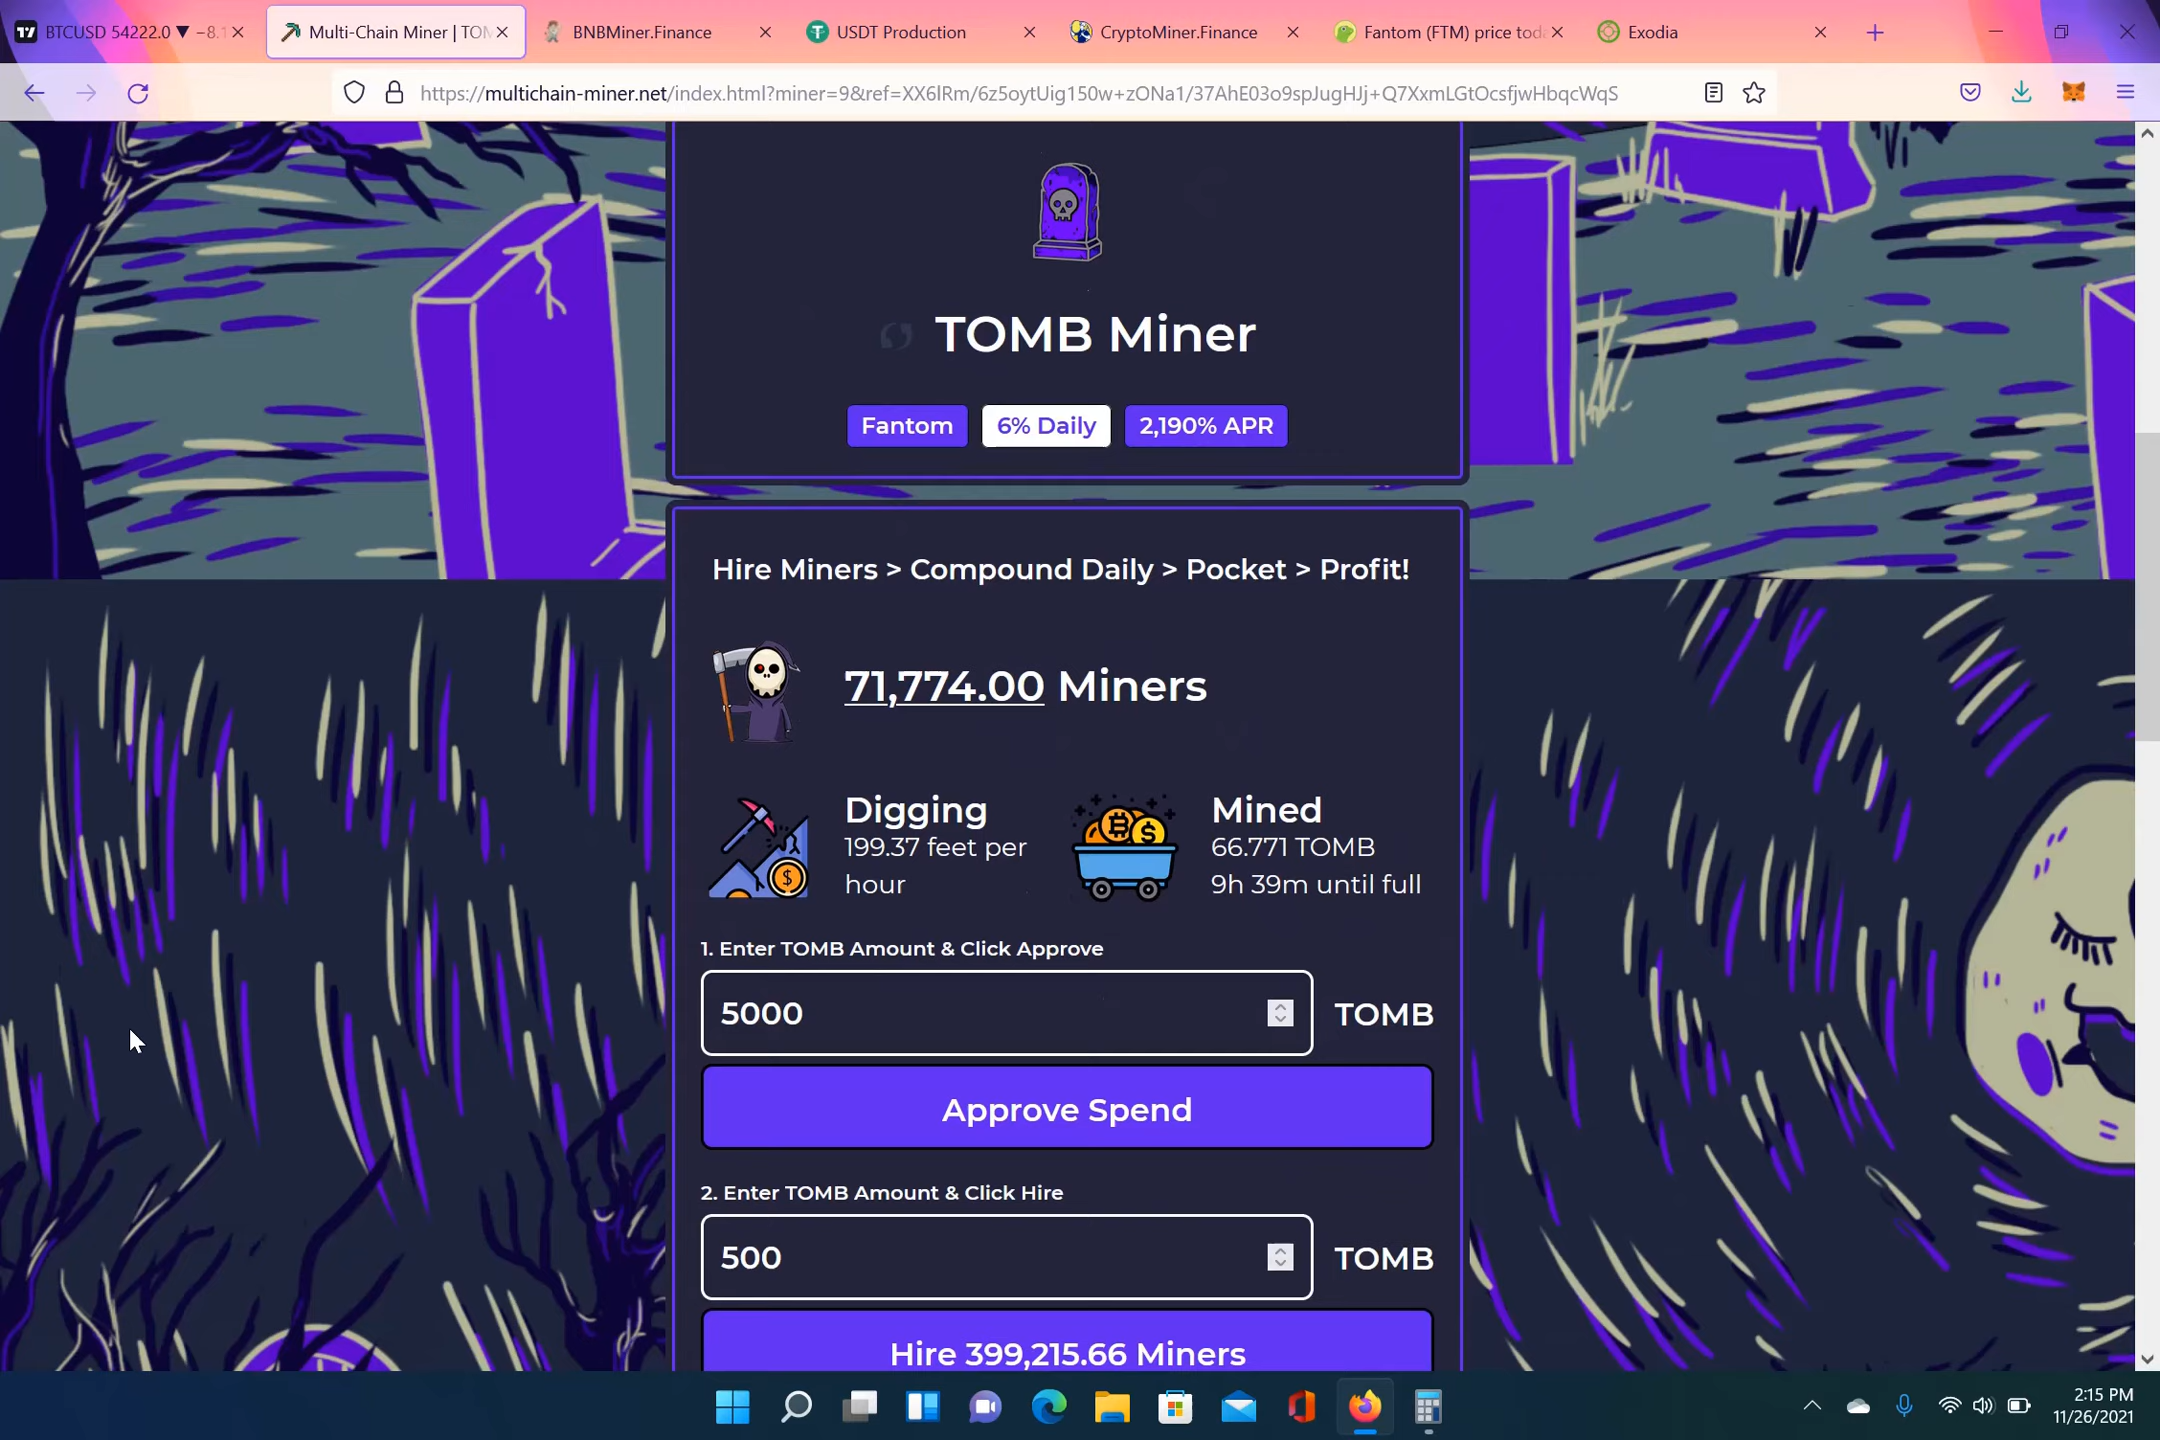 BTCUSD 54222.0 ▼ −8.1
Multi-Chain Miner | TOM
BNBMiner.Finance
USDT Production
CryptoMiner.Finance
Fantom (FTM) price toda
Exodia
https://multichain-miner.net/index.html?miner=9&ref=XX6lRm/6z5oytUig150w+zONa1/37AhE03o9spJugHJj+Q7XxmLGtOcsfjwHbqcWqS
TOMB Miner
Fantom
6% Daily
2,190% APR
Hire Miners > Compound Daily > Pocket > Profit!
71,774.00 Miners
Digging
199.37 feet per
hour
Mined
66.771 TOMB
9h 39m until full
1. Enter TOMB Amount & Click Approve
5000
TOMB
Approve Spend
2. Enter TOMB Amount & Click Hire
500
TOMB
Hire 399,215.66 Miners
2:15 PM
11/26/2021